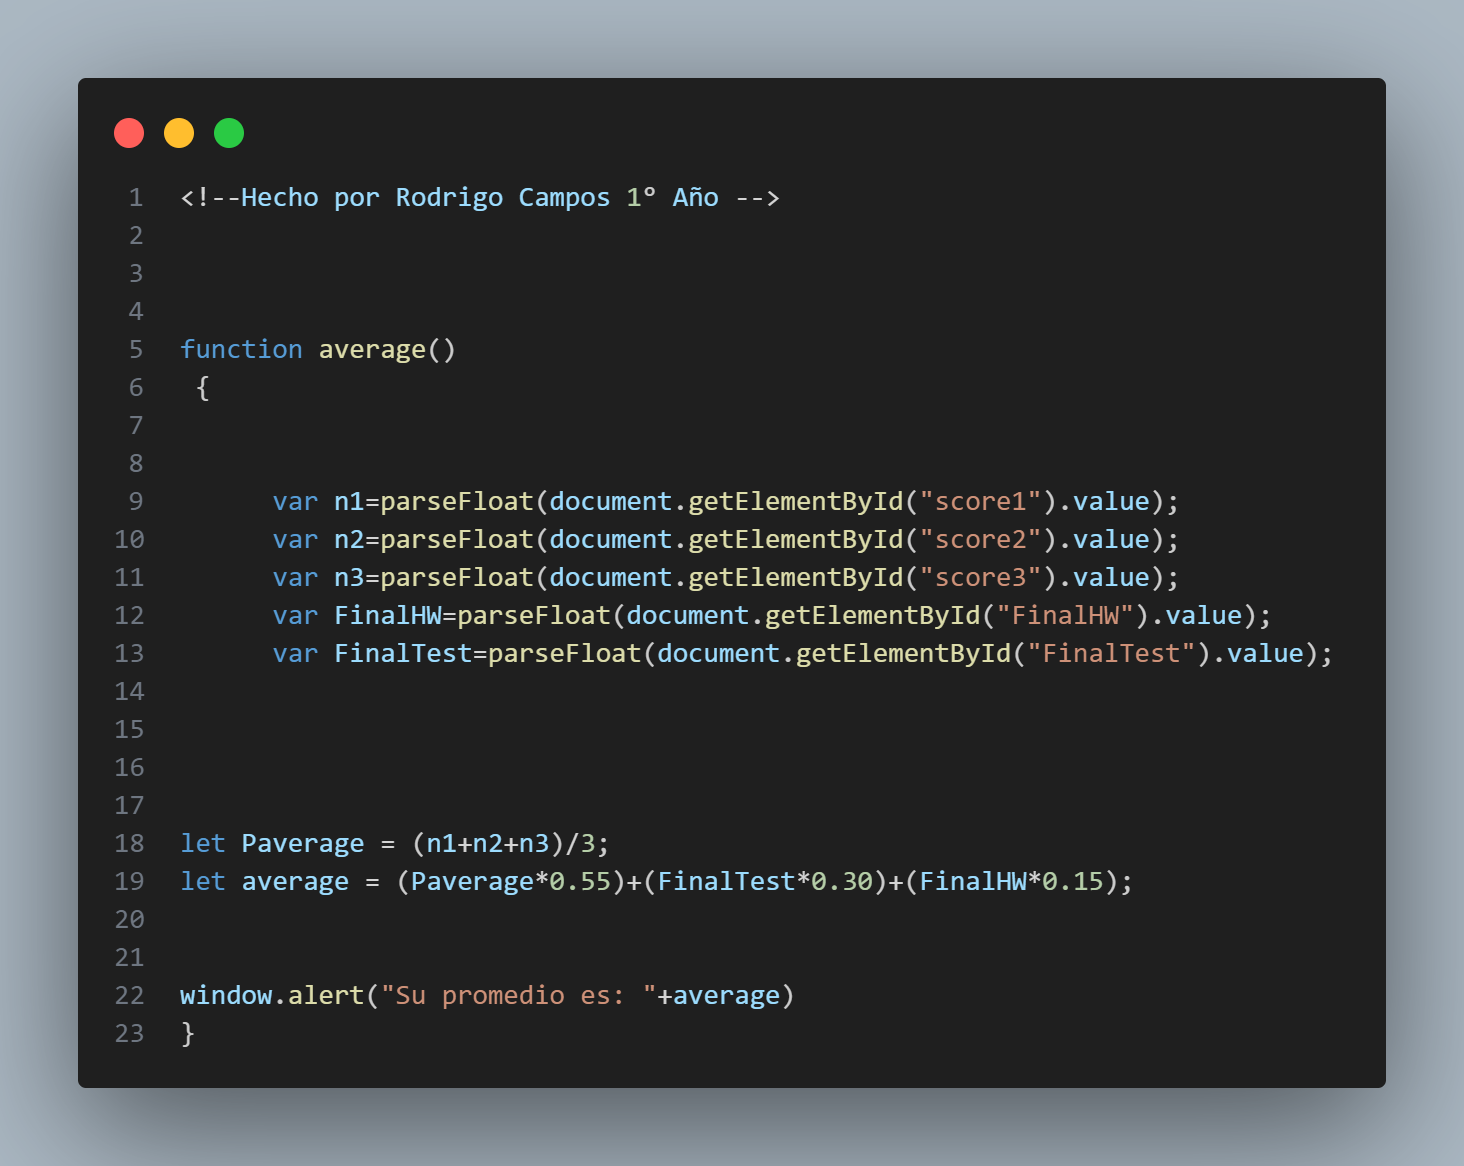 1 <!--Hecho por Rodrigo Campos 1º Año -->
2
3
4
5 function average()
6 {
7
8
9 var n1=parseFloat(document.getElementById("score1").value);
10 var n2=parseFloat(document.getElementById("score2").value);
11 var n3=parseFloat(document.getElementById("score3").value);
12 var FinalHW=parseFloat(document.getElementById("FinalHW").value);
13 var FinalTest=parseFloat(document.getElementById("FinalTest").value);
14
15
16
17
18 let Paverage = (n1+n2+n3)/3;
19 let average = (Paverage*0.55)+(FinalTest*0.30)+(FinalHW*0.15);
20
21
22 window.alert("Su promedio es: "+average)
23 }